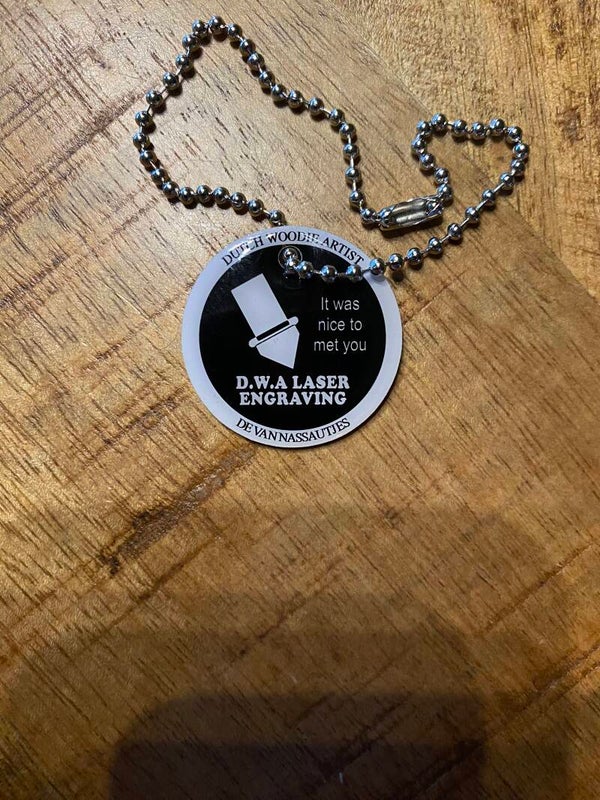 DUTCH WOODIE ARTIST
It was
nice to
met you
D.W.A LASER
ENGRAVING
DE VAN NASSAUTJES